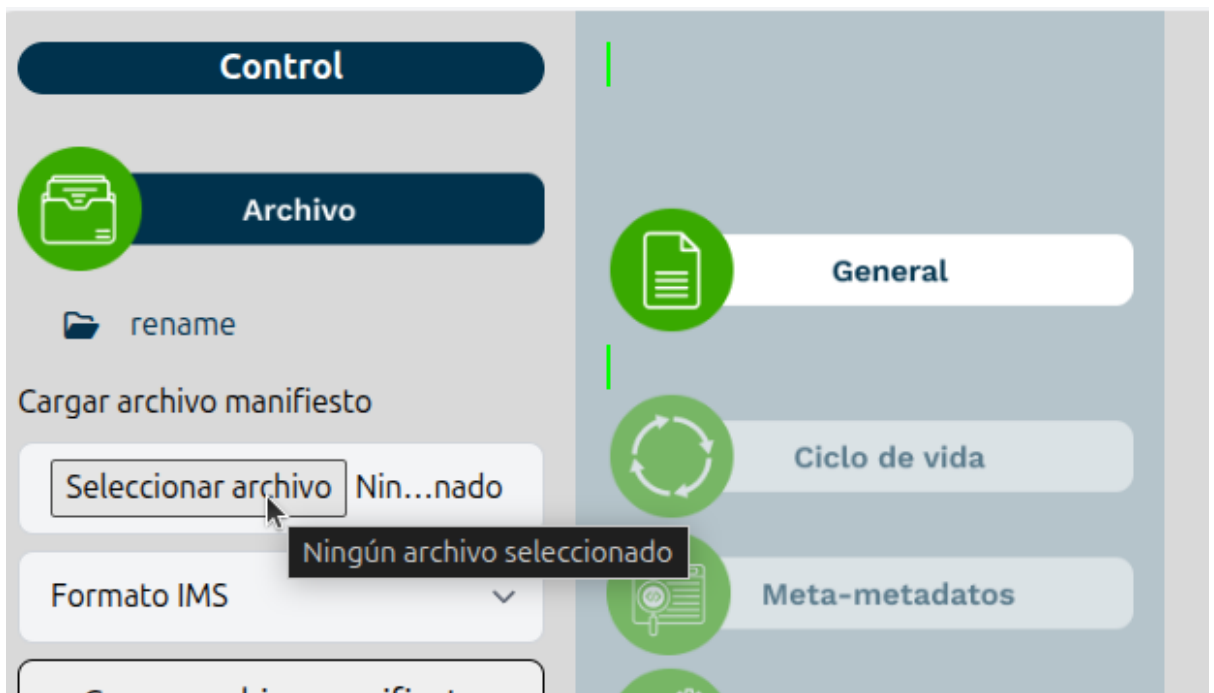 Control
Archivo
rename
Cargar archivo manifiesto
Seleccionar archivo Nin...nado
Ningún archivo seleccionado
Formato IMS
General
Ciclo de vida
Meta-metadatos